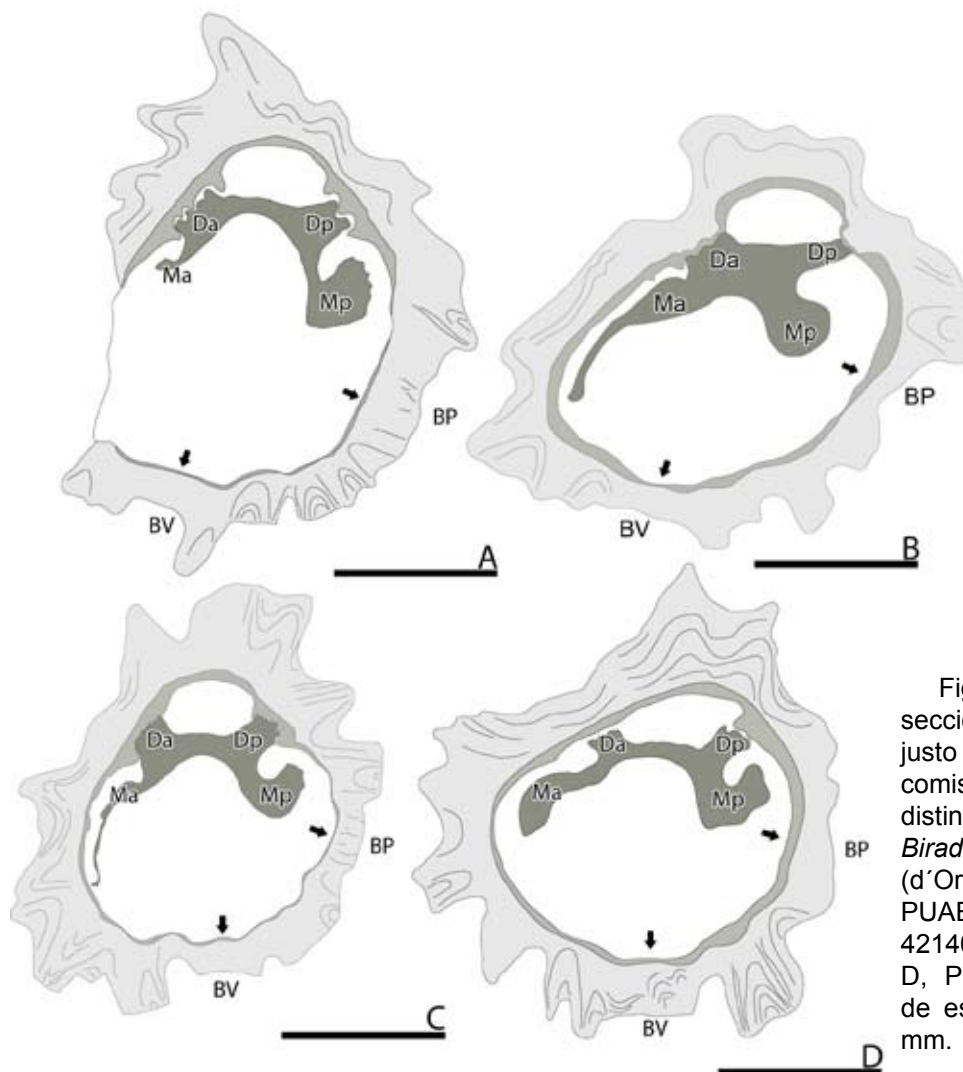 Da
Dp
Ma
Mp
BP
BV
A
Da
Dp
Ma
Mp
BP
BV
B
Da
Dp
Ma
Mp
BP
BV
C
Da
Dp
Ma
Mp
BP
BV
D
Fig
secci
justo
comis
distin
Birad
(d´Or
PUAE
42140
D, P
de es
mm.